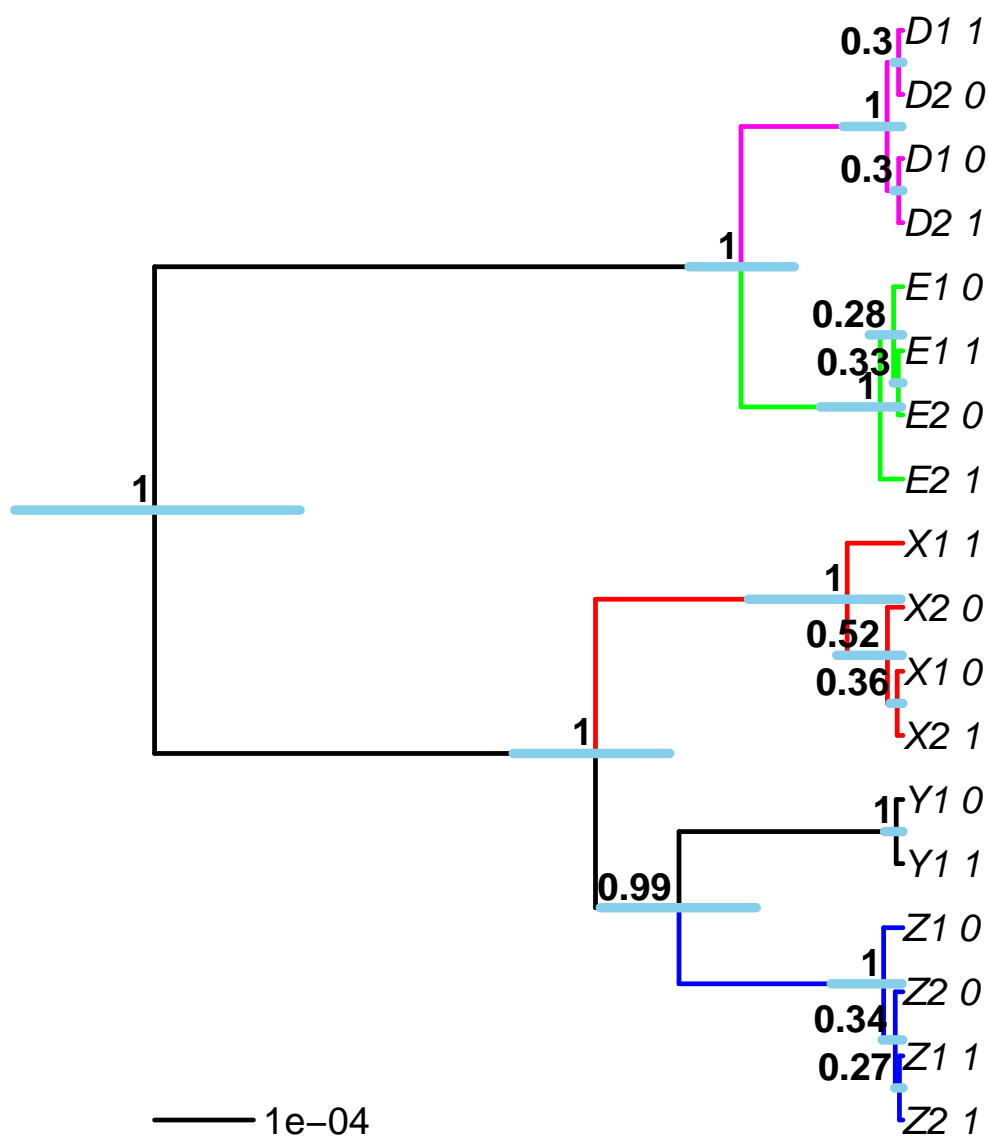 D1 1
0.3
D2 0
1
D1 0
0.3
D2 1
1
E1 0
0.28
E1 1
0.33
1
E2 0
E2 1
1
X1 1
1
X2 0
0.52
X1 0
0.36
X2 1
1
Y1 0
1
Y1 1
0.99
Z1 0
1
Z2 0
0.34
Z1 1
0.27
Z2 1
1e−04